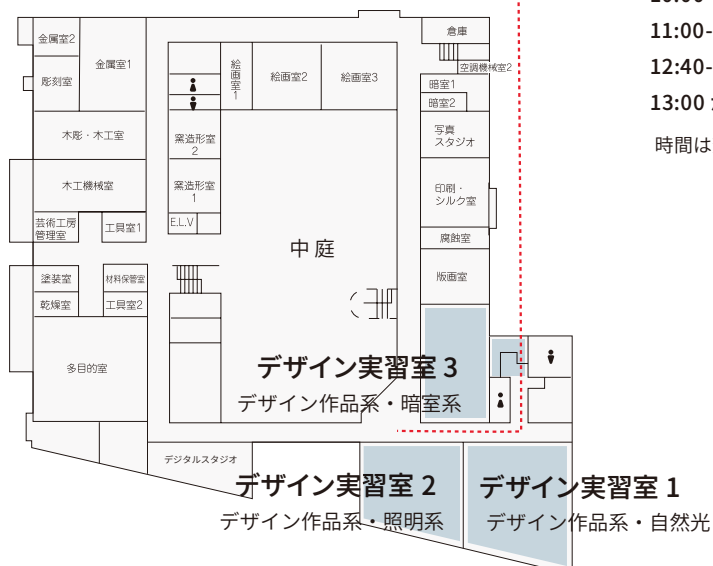 11:00-
12:40-
13:00
時間は
金属室2
金属室1
彫刻室
木彫・木工室
木工機械室
芸術工房
管理室
工具室1
塗装室
材料保管室
乾燥室
工具室2
多目的室
絵画室1
絵画室2
絵画室3
窯造形室
2
窯造形室
1
E.L.V
中庭
倉庫
空調機械室2
暗室1
暗室2
写真
スタジオ
印刷・
シルク室
腐蝕室
版画室
デザイン実習室 3
デザイン作品系・暗室系
デジタルスタジオ
デザイン実習室 2
デザイン作品系・照明系
デザイン実習室 1
デザイン作品系・自然光